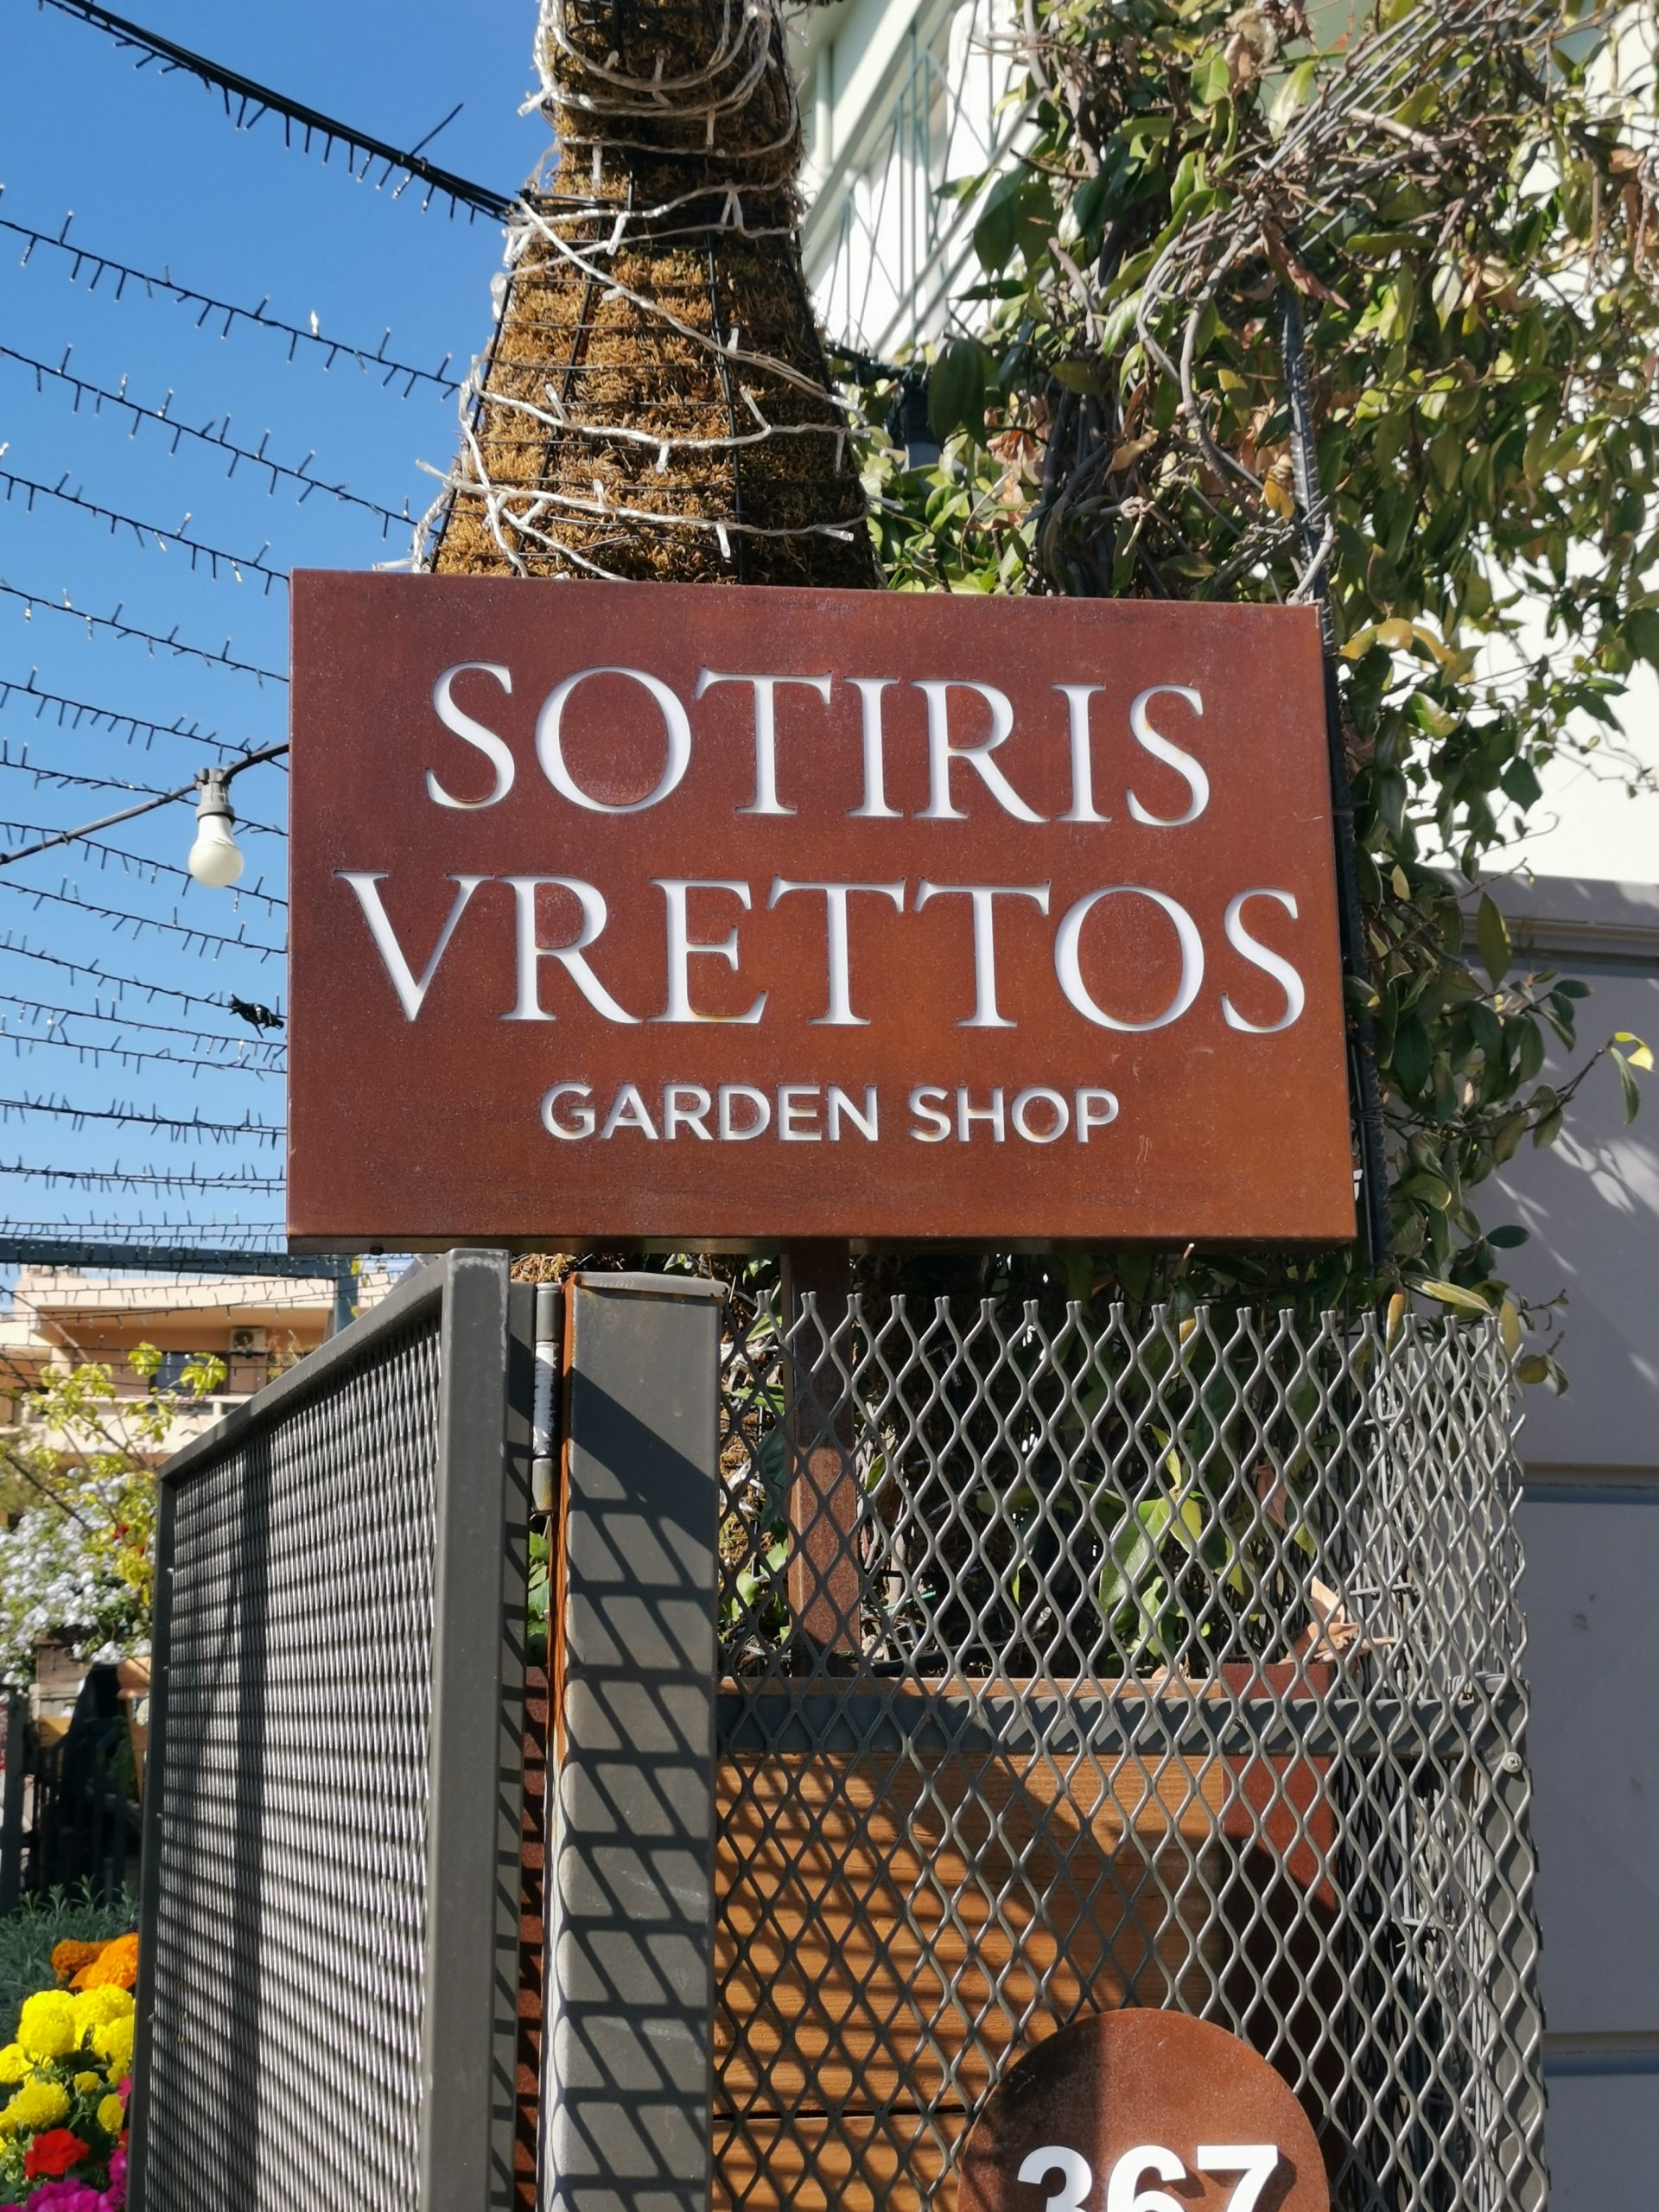 SOTIRIS
VRETTOS
GARDEN SHOP
367